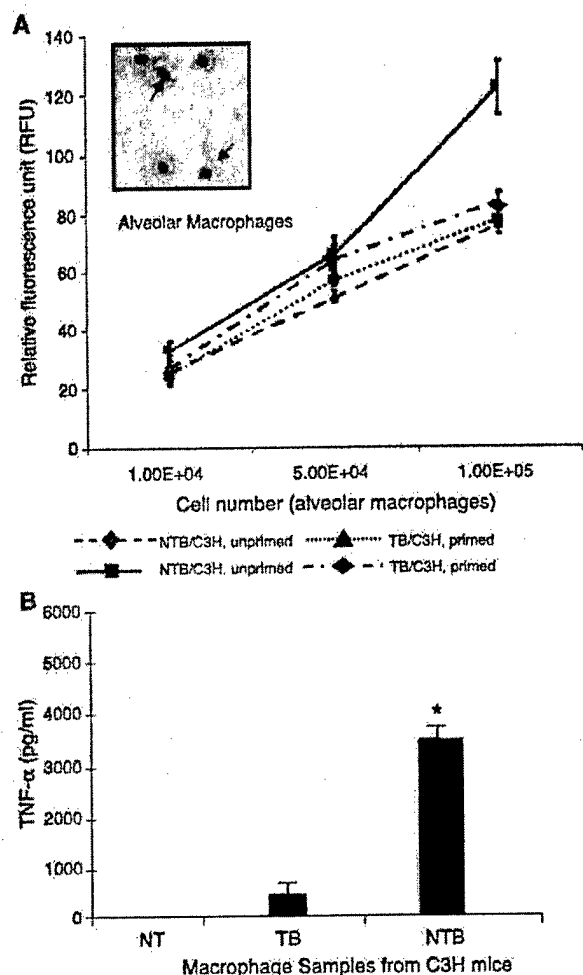 A
Relative fluorescence unit (RFU)
140
120
100
80
60
40
20
0
Alveolar Macrophages
1.00E+04 5.00E+04 1.00E+05
Cell number (alveolar macrophages)
NTB/C3H, unprimed TB/C3H, primed
NTB/C3H, unprimed TB/C3H, primed
B
TNF-α (pg/ml)
6000
5000
4000
3000
2000
1000
0
*
NT TB NTB
Macrophage Samples from C3H mice